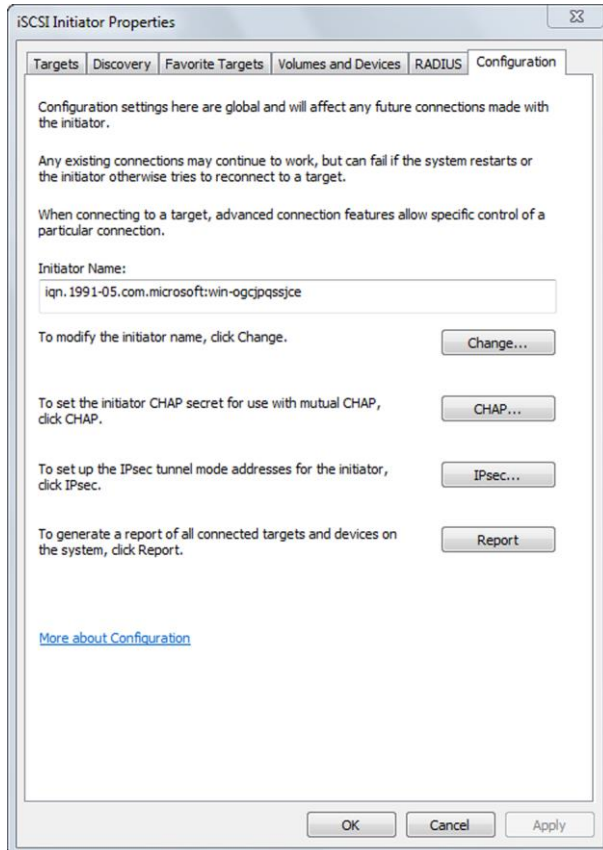 iSCSI Initiator Properties
Targets Discovery Favorite Targets Volumes and Devices RADIUS Configuration
Configuration settings here are global and will affect any future connections made with
the initiator.
Any existing connections may continue to work, but can fail if the system restarts or
the initiator otherwise tries to reconnect to a target.
When connecting to a target, advanced connection features allow specific control of a
particular connection.
Initiator Name:
iqn.1991-05.com.microsoft:win-ogcjpqssjce
To modify the initiator name, click Change.
Change...
To set the initiator CHAP secret for use with mutual CHAP,
click CHAP.
CHAP...
To set up the IPsec tunnel mode addresses for the initiator,
click IPsec.
IPsec...
To generate a report of all connected targets and devices on
the system, click Report.
Report
More about Configuration
OK Cancel Apply